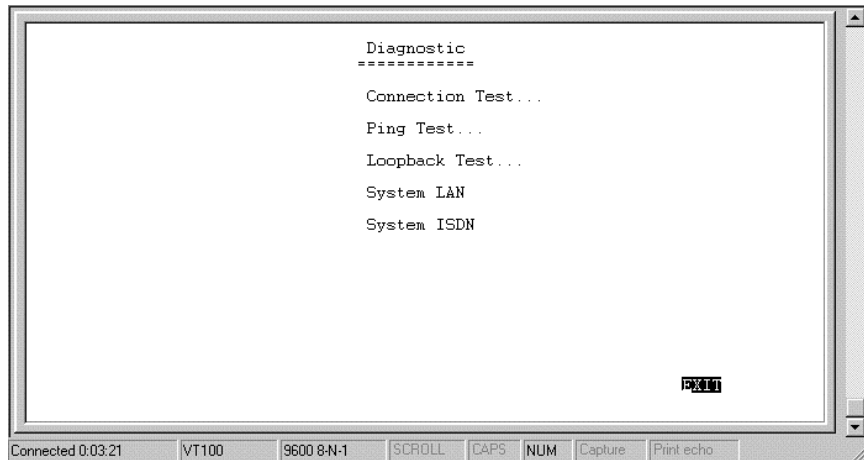 Diagnostic
============
Connection Test...
Ping Test...
Loopback Test...
System LAN
System ISDN
EXIT
Connected 0:03:21 VT100 9600 8-N-1 SCROLL CAPS NUM Capture Print echo